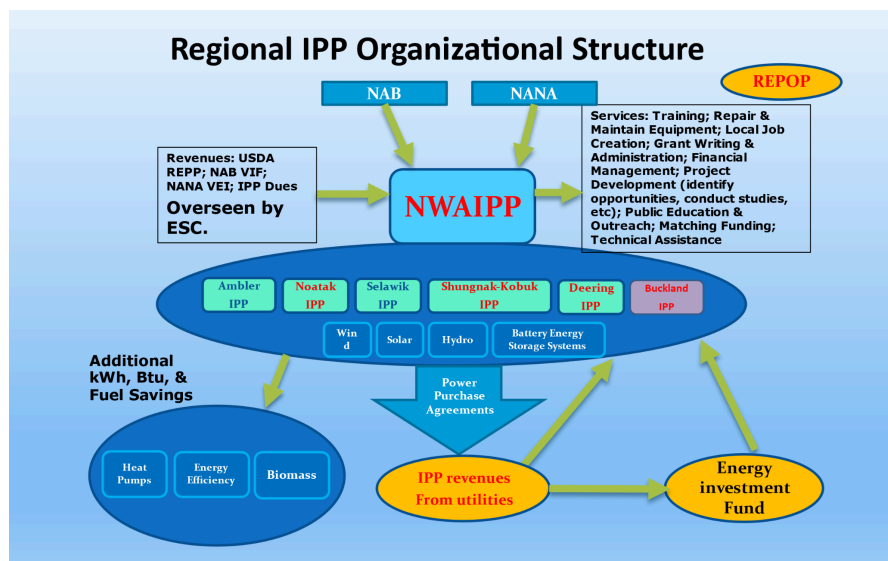 Regional IPP Organizational Structure
REPOP
NAB
NANA
Services: Training; Repair &
Maintain Equipment; Local Job
Creation; Grant Writing &
Administration; Financial
Management; Project
Development (identify
opportunities, conduct studies,
etc); Public Education &
Outreach; Matching Funding;
Technical Assistance
Revenues: USDA
REPP; NAB VIF;
NANA VEI; IPP Dues
Overseen by
ESC.
NWAIPP
Ambler
IPP
Noatak
IPP
Selawik
IPP
Shungnak-Kobuk
IPP
Deering
IPP
Buckland
IPP
Win
d
Solar
Hydro
Battery Energy
Storage Systems
Additional
kWh, Btu, &
Fuel Savings
Power
Purchase
Agreements
Heat
Pumps
Energy
Efficiency
Biomass
IPP revenues
From utilities
Energy
investment
Fund